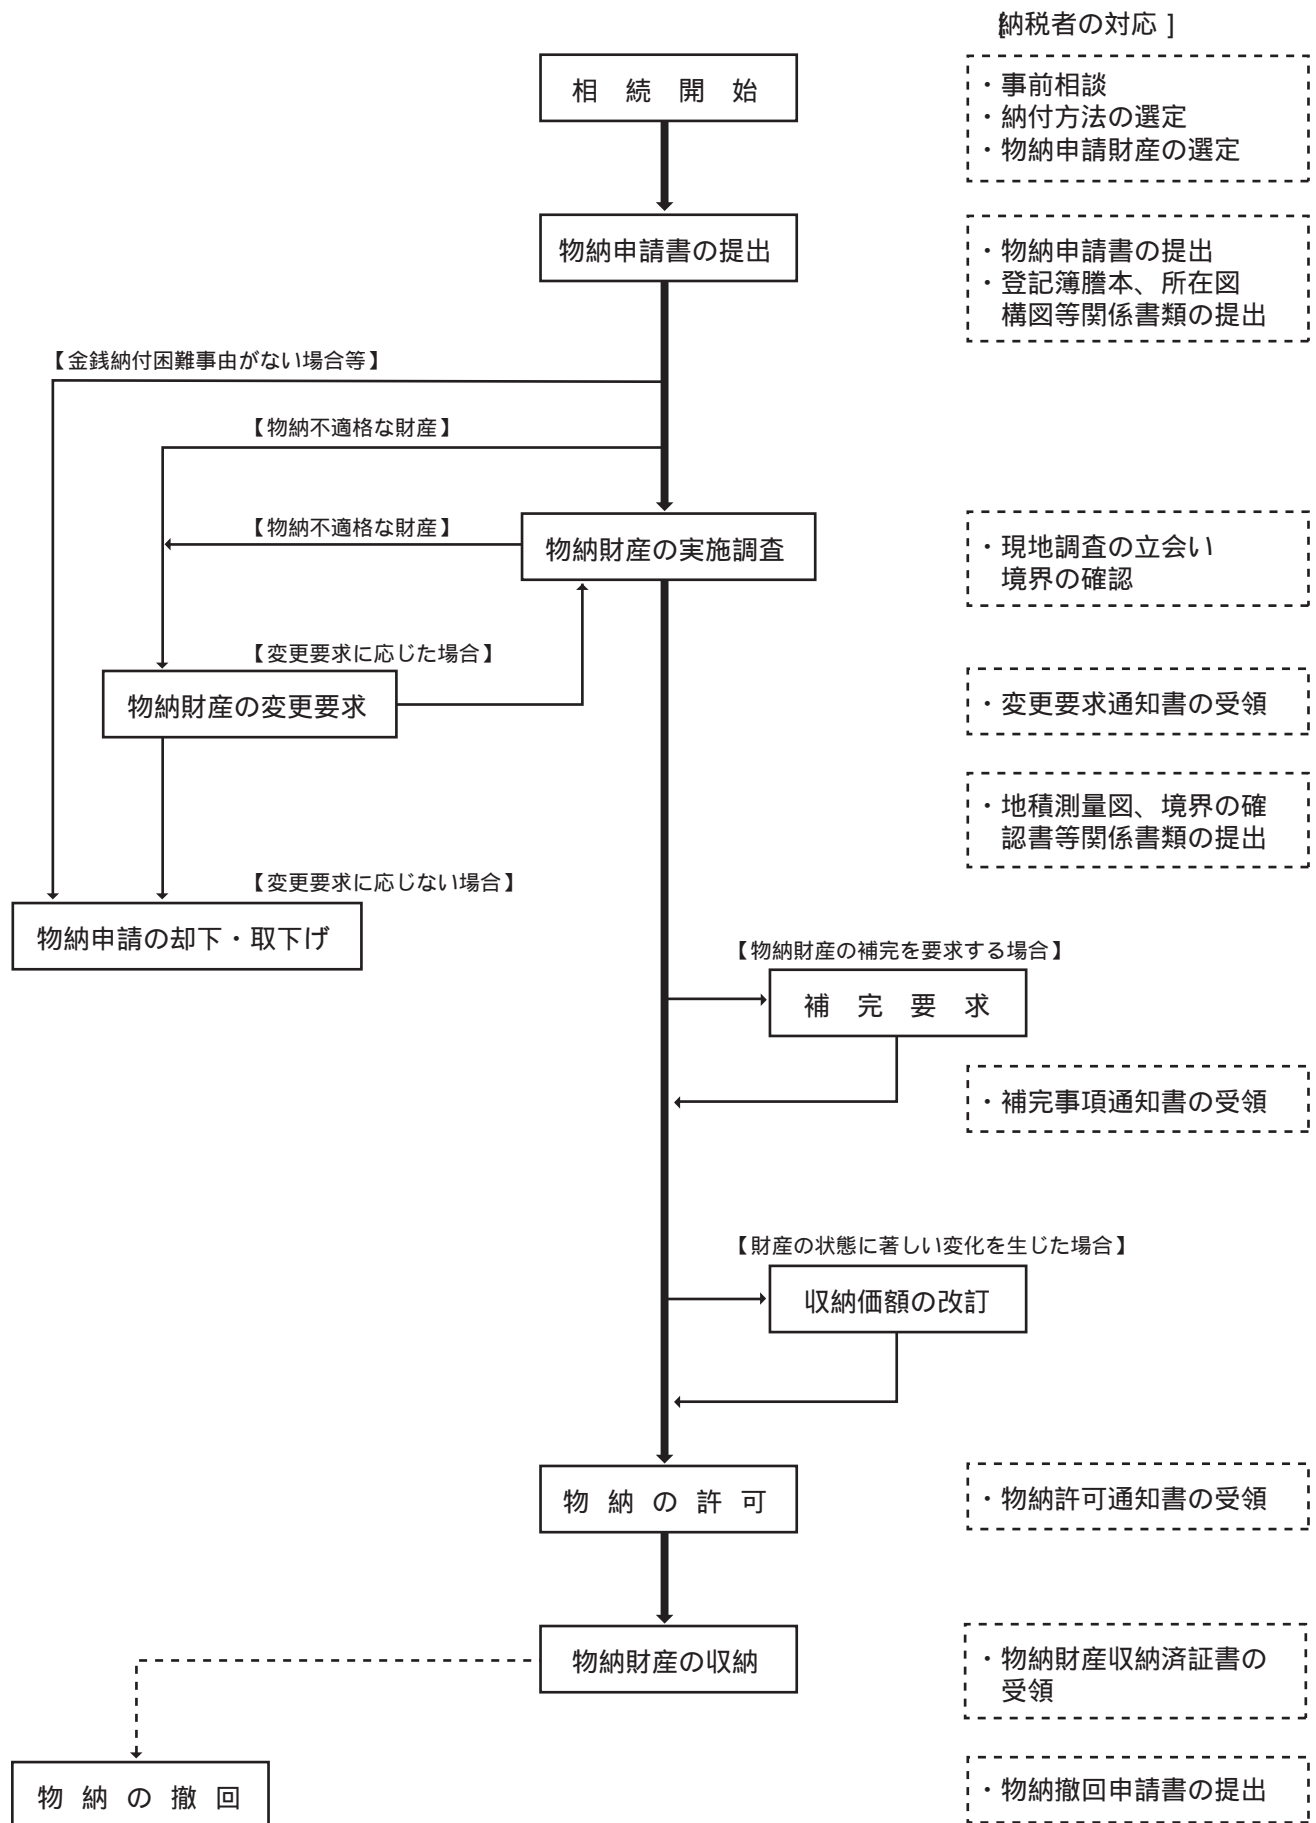 [納税者の対応]
相続開始
・事前相談
・納付方法の選定
・物納申請財産の選定
物納申請書の提出
・物納申請書の提出
・登記簿謄本、所在図
構図等関係書類の提出
【金銭納付困難事由がない場合等】
【物納不適格な財産】
【物納不適格な財産】
物納財産の実施調査
・現地調査の立会い
境界の確認
【変更要求に応じた場合】
物納財産の変更要求
・変更要求通知書の受領
・地積測量図、境界の確
認書等関係書類の提出
【変更要求に応じない場合】
物納申請の却下・取下げ
【物納財産の補完を要求する場合】
補完要求
・補完事項通知書の受領
【財産の状態に著しい変化を生じた場合】
収納価額の改訂
物納の許可
・物納許可通知書の受領
物納財産の収納
・物納財産収納済証書の
受領
物納の撤回
・物納撤回申請書の提出